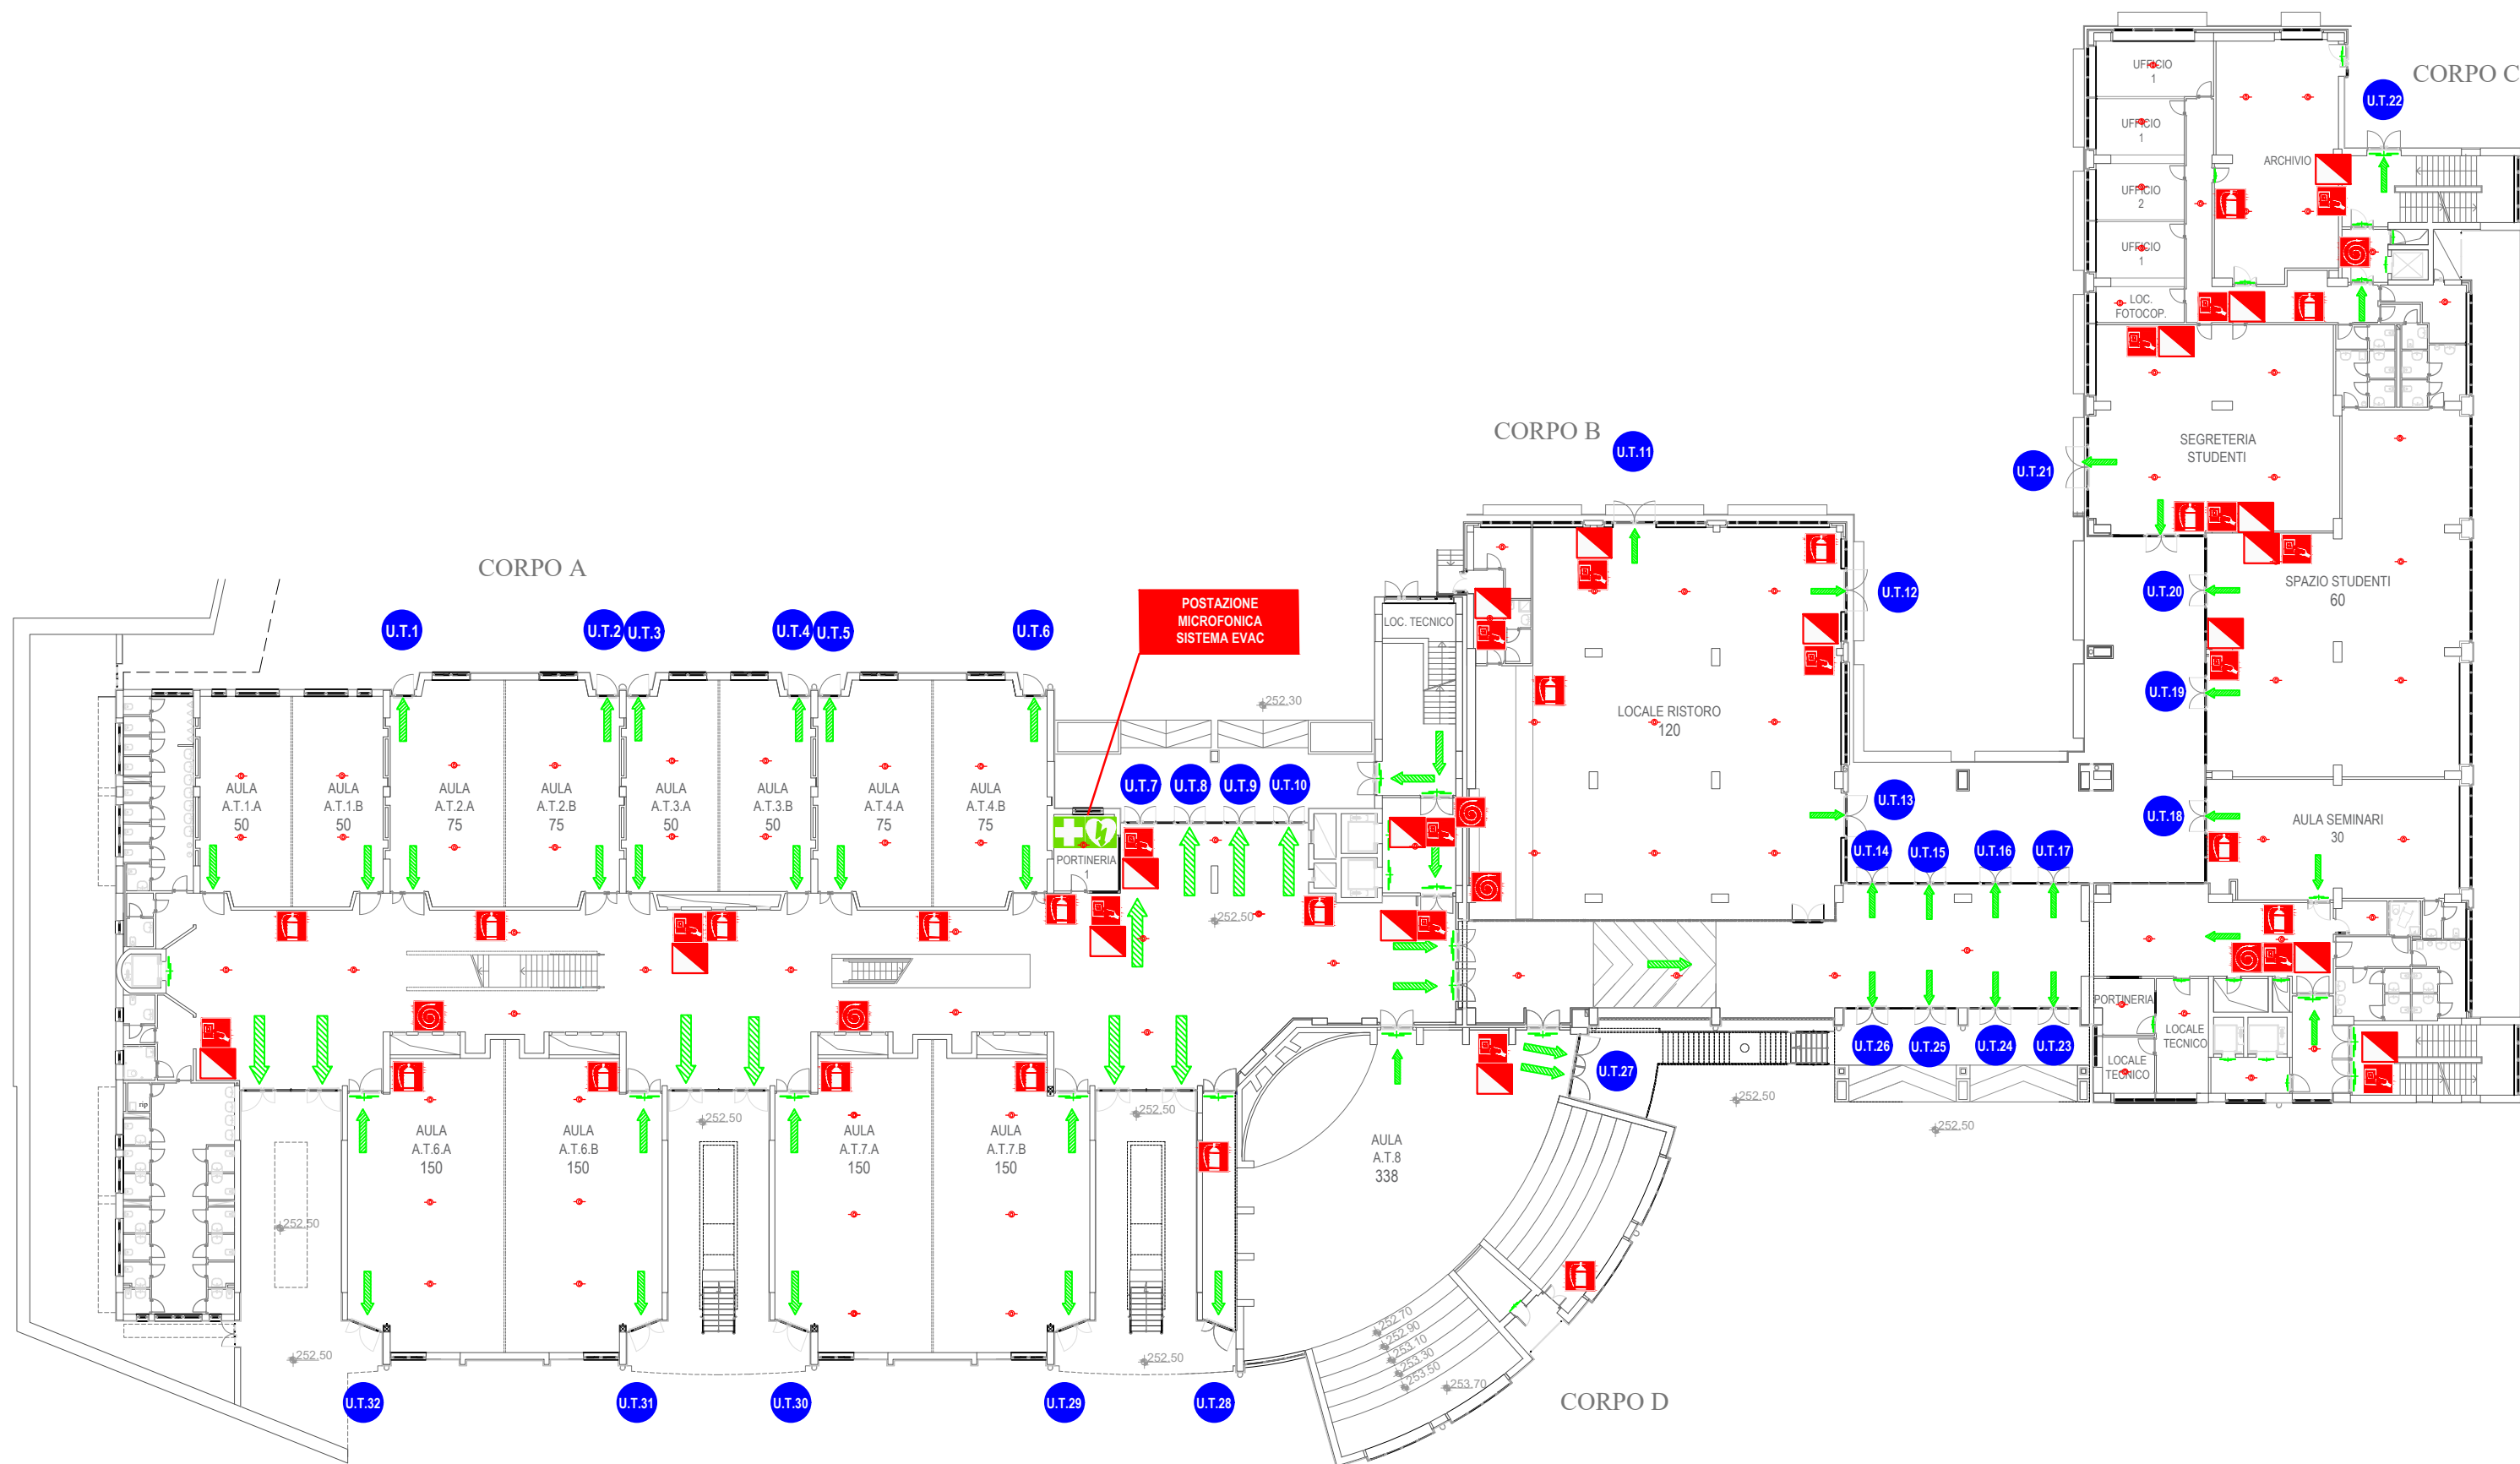 CORPO C
U.T.22
UFFICIO
1
UFFICIO
1
ARCHIVIO
UFFICIO
2
UFFICIO
1
LOC.
FOTOCOP.
CORPO B
U.T.11
SEGRETERIA
STUDENTI
U.T.21
CORPO A
U.T.12
U.T.20
SPAZIO STUDENTI
60
POSTAZIONE
MICROFONICA
SISTEMA EVAC
LOC. TECNICO
U.T.1
U.T.2
U.T.3
U.T.4
U.T.5
U.T.6
252.30
LOCALE RISTORO
120
U.T.19
U.T.7
U.T.8
U.T.9
U.T.10
U.T.13
AULA
A.T.1.A
50
AULA
A.T.1.B
50
AULA
A.T.2.A
75
AULA
A.T.2.B
75
AULA
A.T.3.A
50
AULA
A.T.3.B
50
AULA
A.T.4.A
75
AULA
A.T.4.B
75
PORTINERIA
1
U.T.18
AULA SEMINARI
30
U.T.14
U.T.15
U.T.16
U.T.17
252.50
PORTINERIA
LOCALE
TECNICO
LOCALE
TECNICO
U.T.26
U.T.25
U.T.24
U.T.23
U.T.27
rip
252.50
252.50
252.50
252.50
AULA
A.T.6.A
150
AULA
A.T.6.B
150
AULA
A.T.7.A
150
AULA
A.T.7.B
150
AULA
A.T.8
338
252.50
252.50
252.50
252.70
252.90
253.10
253.30
253.50
253.70
U.T.32
U.T.31
U.T.30
U.T.29
U.T.28
CORPO D